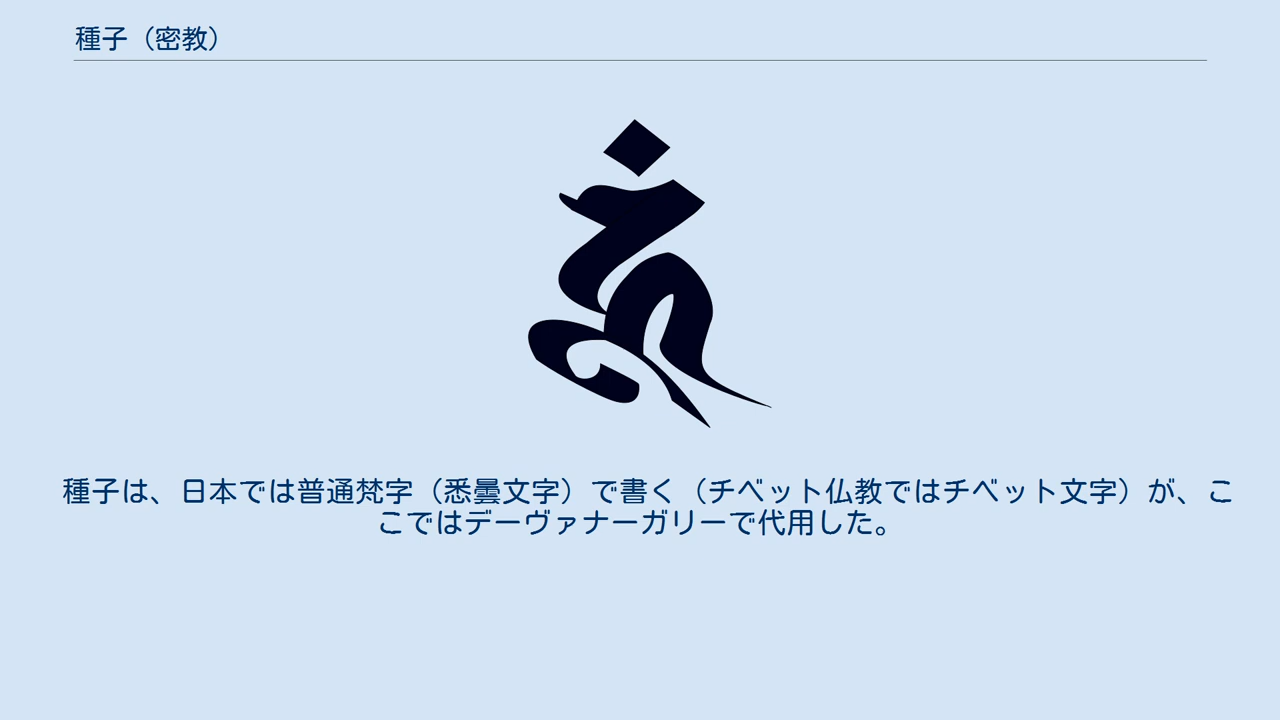 種子（密教）
種子は、日本では普通梵字（悉曇文字）で書く（チベット仏教ではチベット文字）が、こ
こではデーヴァナーガリーで代用した。